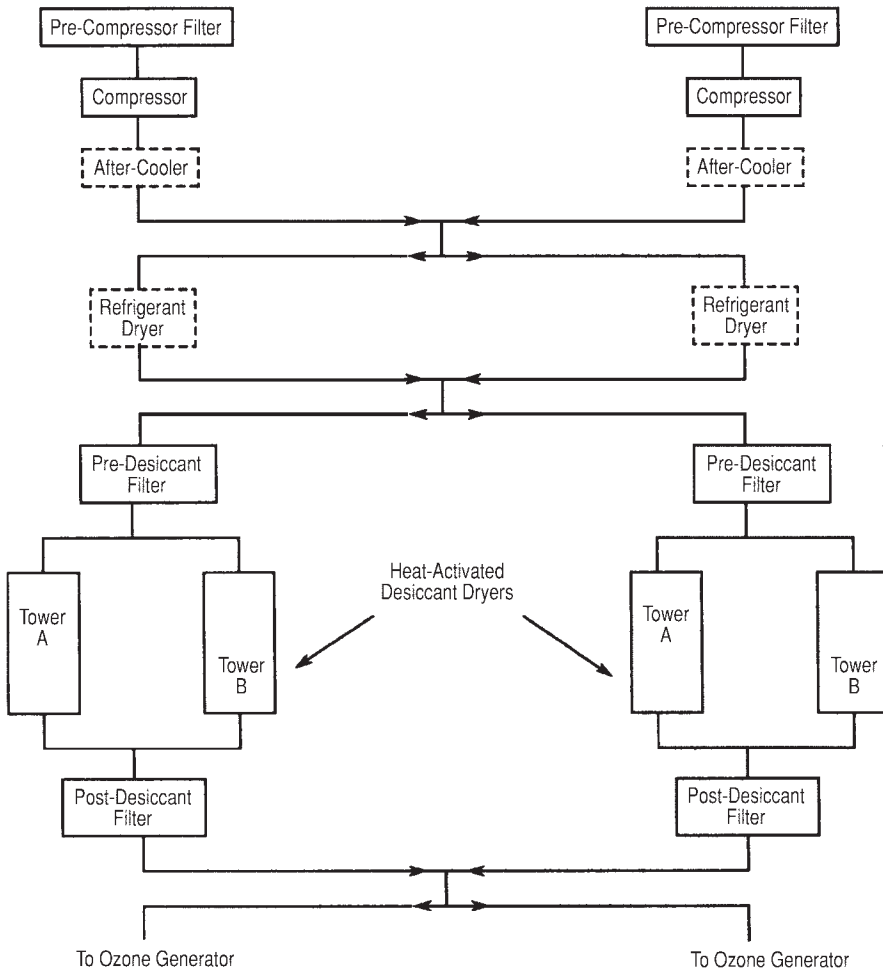 Pre-Compressor Filter
Pre-Compressor Filter
Compressor
Compressor
After-Cooler
After-Cooler
Refrigerant
Dryer
Refrigerant
Dryer
Pre-Desiccant
Filter
Pre-Desiccant
Filter
Heat-Activated
Desiccant Dryers
Tower
A
Tower
B
Tower
A
Tower
B
Post-Desiccant
Filter
Post-Desiccant
Filter
To Ozone Generator
To Ozone Generator